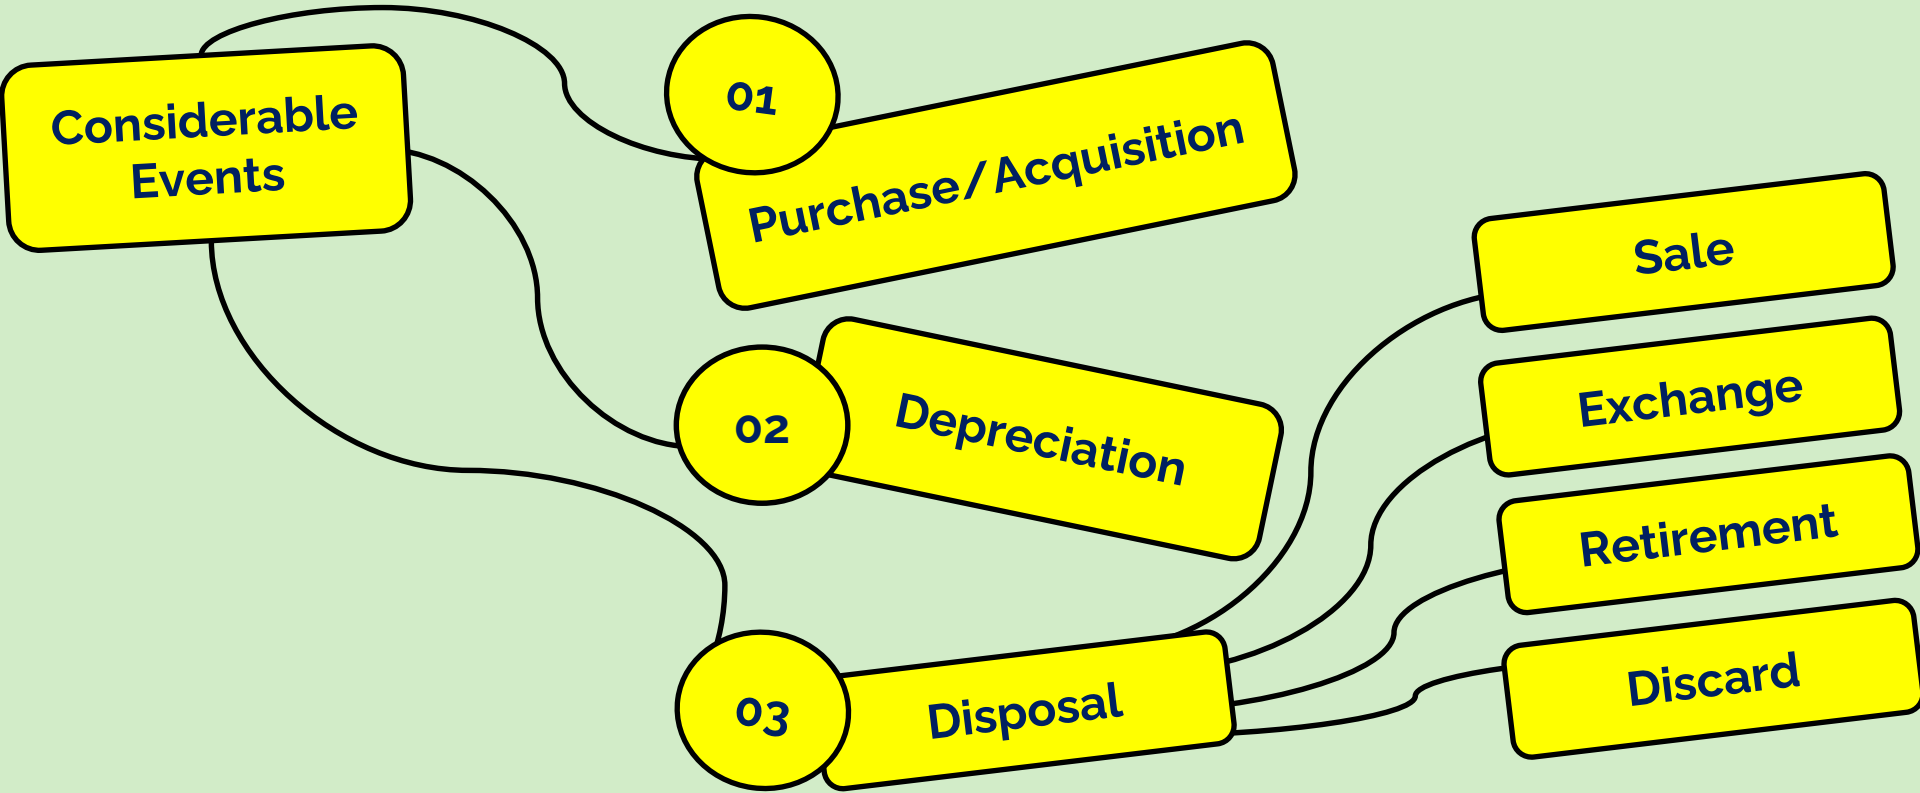 Considerable
Events
01
Purchase/Acquisition
02
Depreciation
03
Disposal
Sale
Exchange
Retirement
Discard